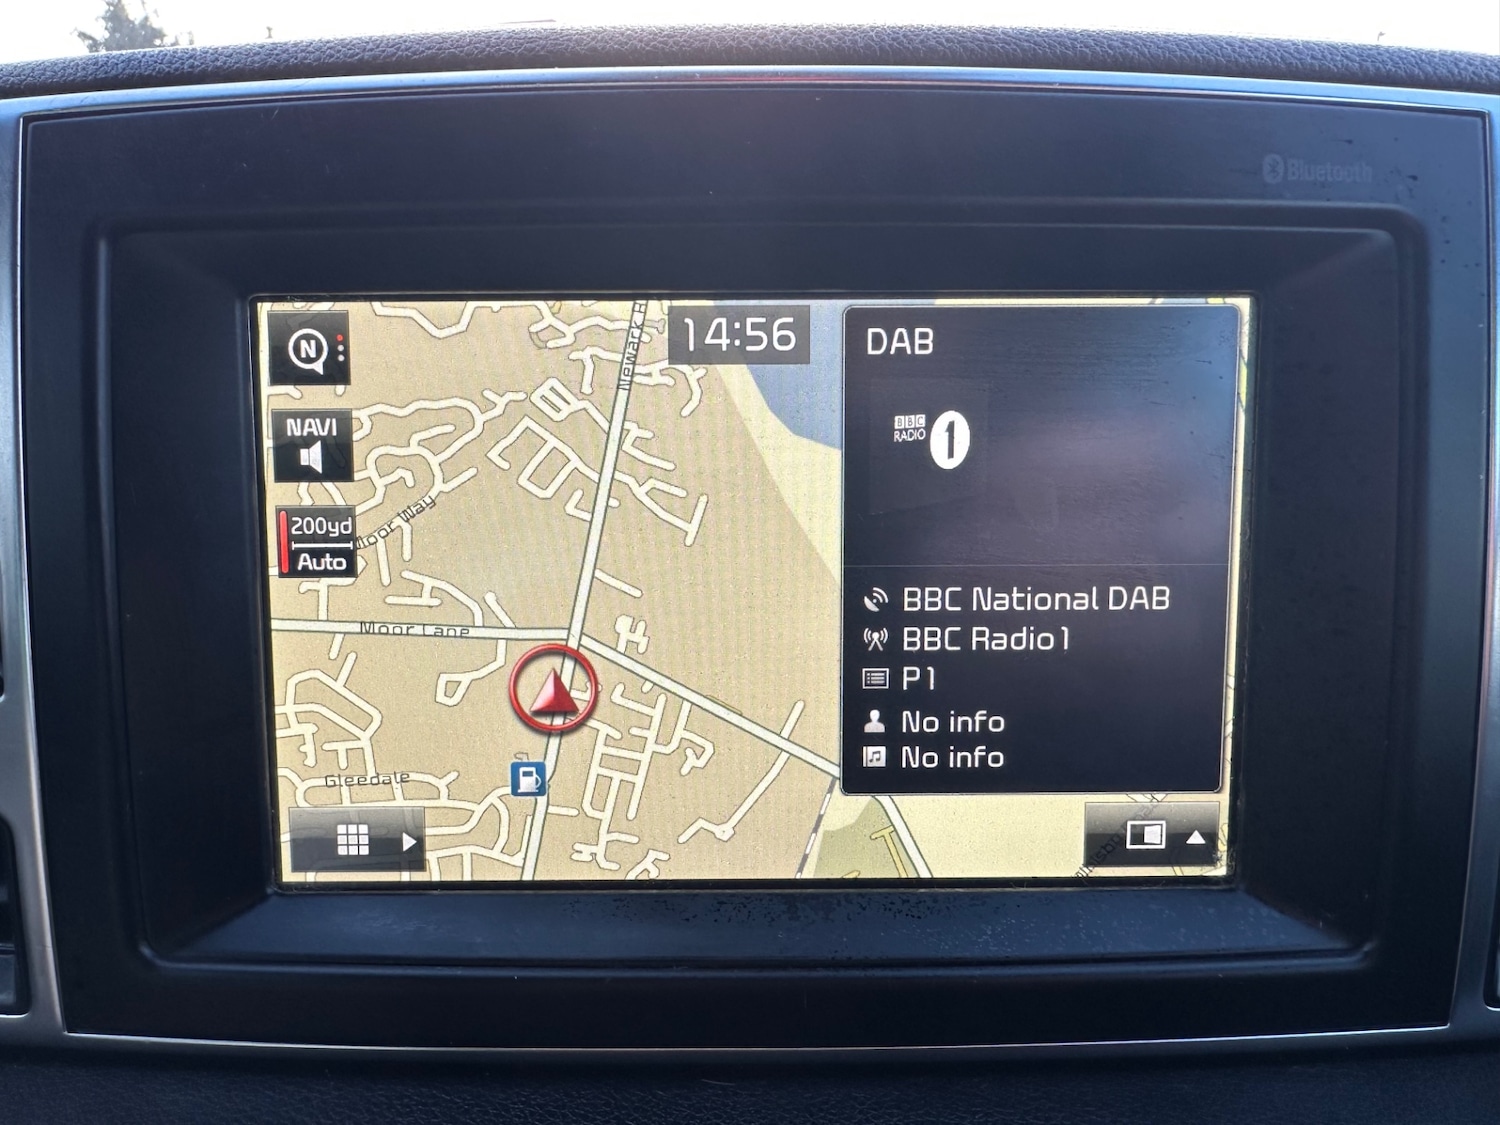 Bluetooth
N
Newark R
14:56
DAB
BBC
RADIO
1
NAVI
200yd
Auto
Moor Way
BBC National DAB
Moor Lane
BBC Radio1
P1
No info
No info
Gleedale